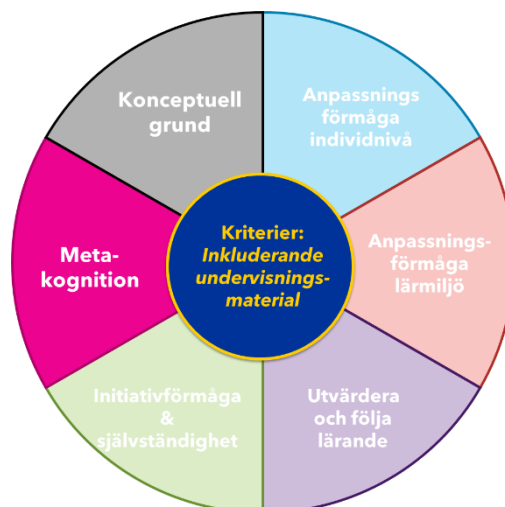 Konceptuell
grund
Anpassnings
förmåga
individnivå
Meta-
kognition
Kriterier:
Inkluderande
undervisnings-
material
Anpassnings-
förmåga
lärmiljö
Initiativförmåga
&
självständighet
Utvärdera
och följa
lärande